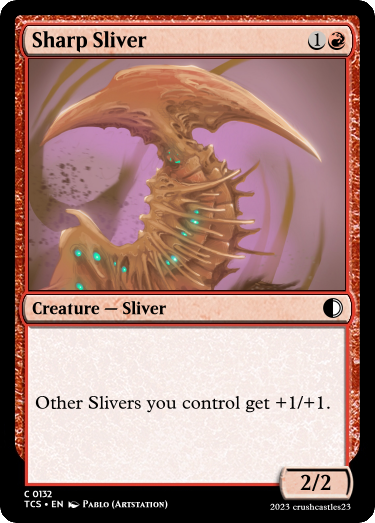 Sharp Sliver 1
Creature — Sliver
Other Slivers you control get +1/+1.
2/2
C 0132
TCS • EN Pablo (Artstation)
2023 crushcastles23